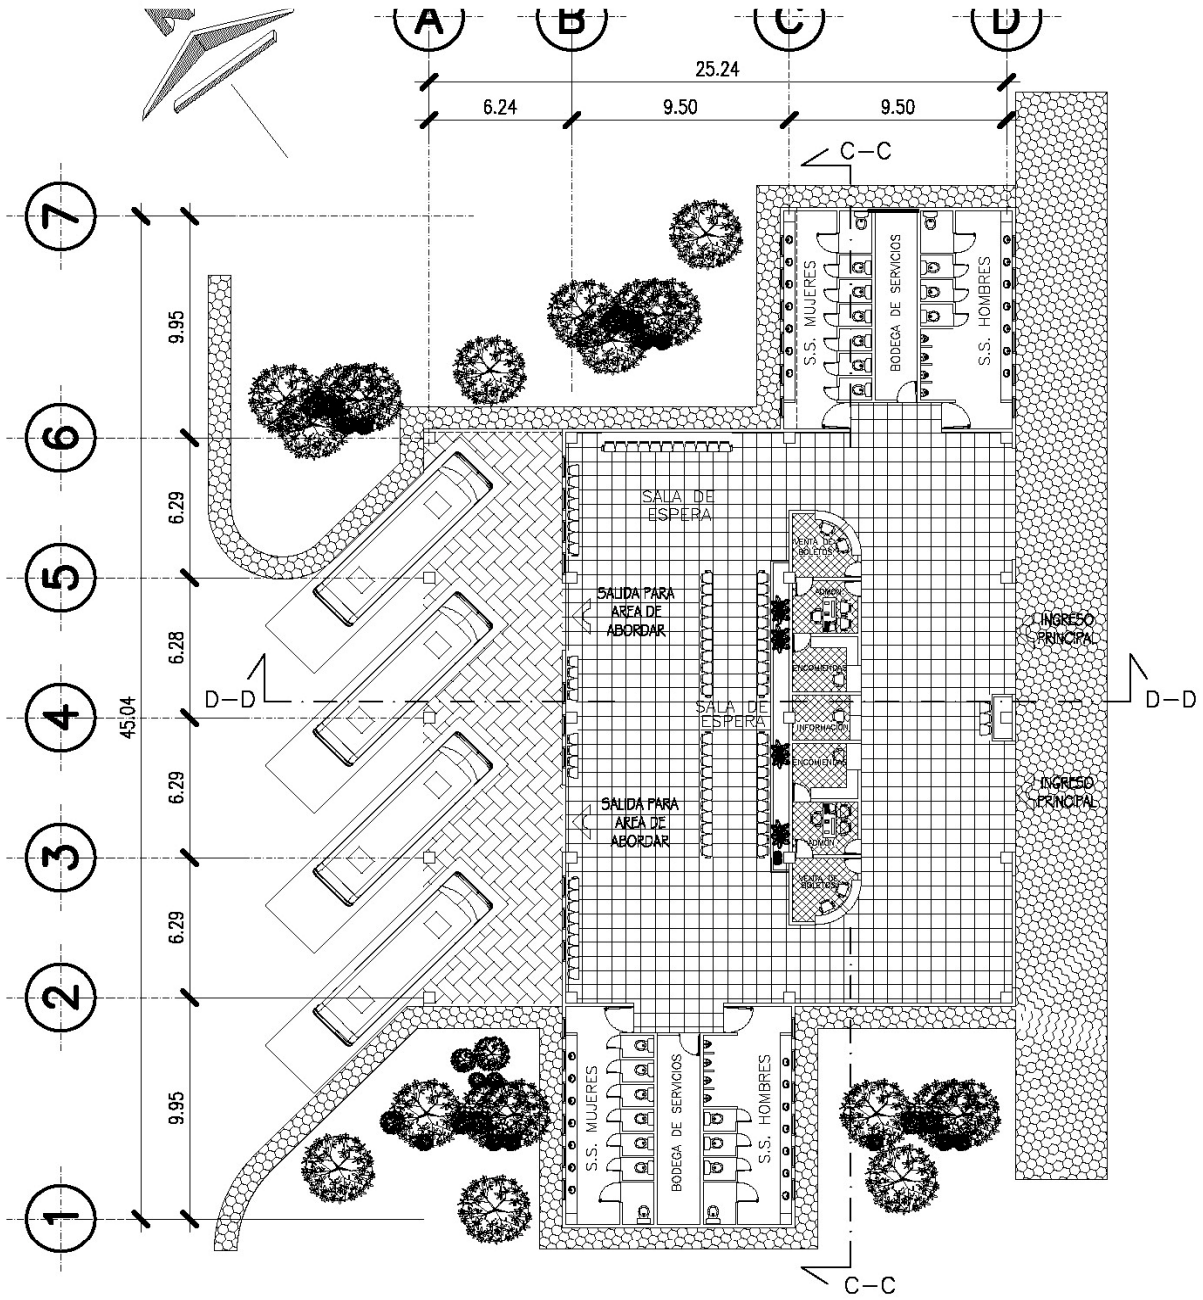 A B C D
25.24
6.24 9.50 9.50
C-C
7
9.95
S.S. MUJERES
BODEGA DE SERVICIOS
S.S. HOMBRES
6
6.29
SALA DE
ESPERA
VENTA DE
BOLETOS
5
SALIDA PARA
AREA DE
ABORDAR
ADMON
INGRESO
PRINCIPAL
6.28
ENCOMIENDAS
D-D
D-D
4
45.04
SALA DE
ESPERA
INFORMACION
ENCOMIENDAS
6.29
INGRESO
PRINCIPAL
SALIDA PARA
AREA DE
ABORDAR
ADMON
3
VENTA DE
BOLETOS
6.29
2
9.95
S.S. MUJERES
BODEGA DE SERVICIOS
S.S. HOMBRES
1
C-C